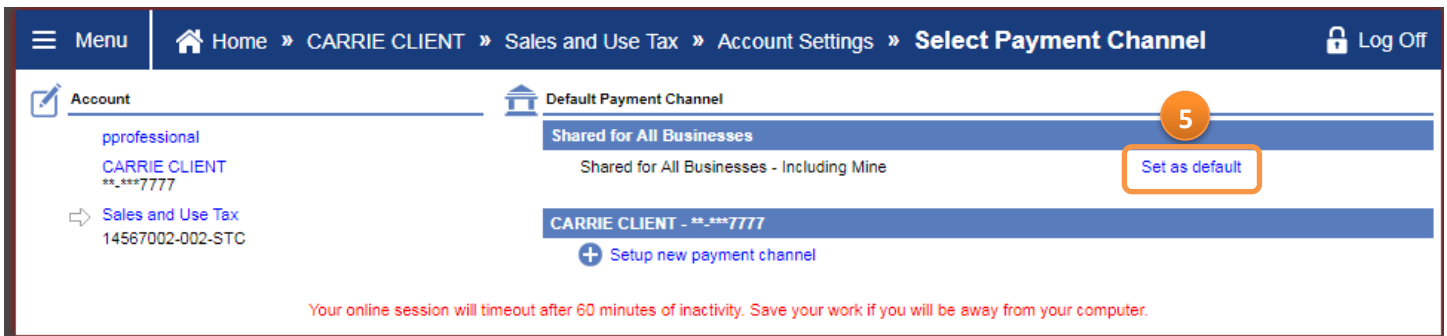 Menu Home » CARRIE CLIENT » Sales and Use Tax » Account Settings » Select Payment Channel Log Off
Account
pprofessional
CARRIE CLIENT
**-***7777
Sales and Use Tax
14567002-002-STC
Default Payment Channel
5
Shared for All Businesses
Shared for All Businesses - Including Mine Set as default
CARRIE CLIENT - **-***7777
Setup new payment channel
Your online session will timeout after 60 minutes of inactivity. Save your work if you will be away from your computer.